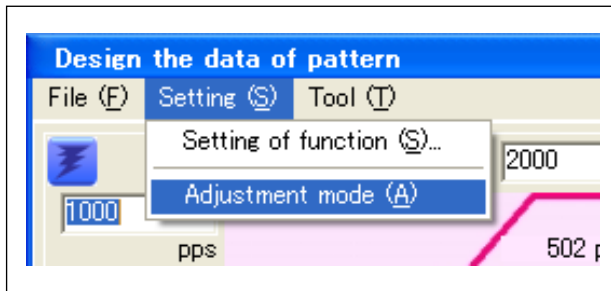 Design the data of pattern
File (F) Setting (S) Tool (T)
Setting of function (S)...
Adjustment mode (A)
2000
1000
pps
502 p